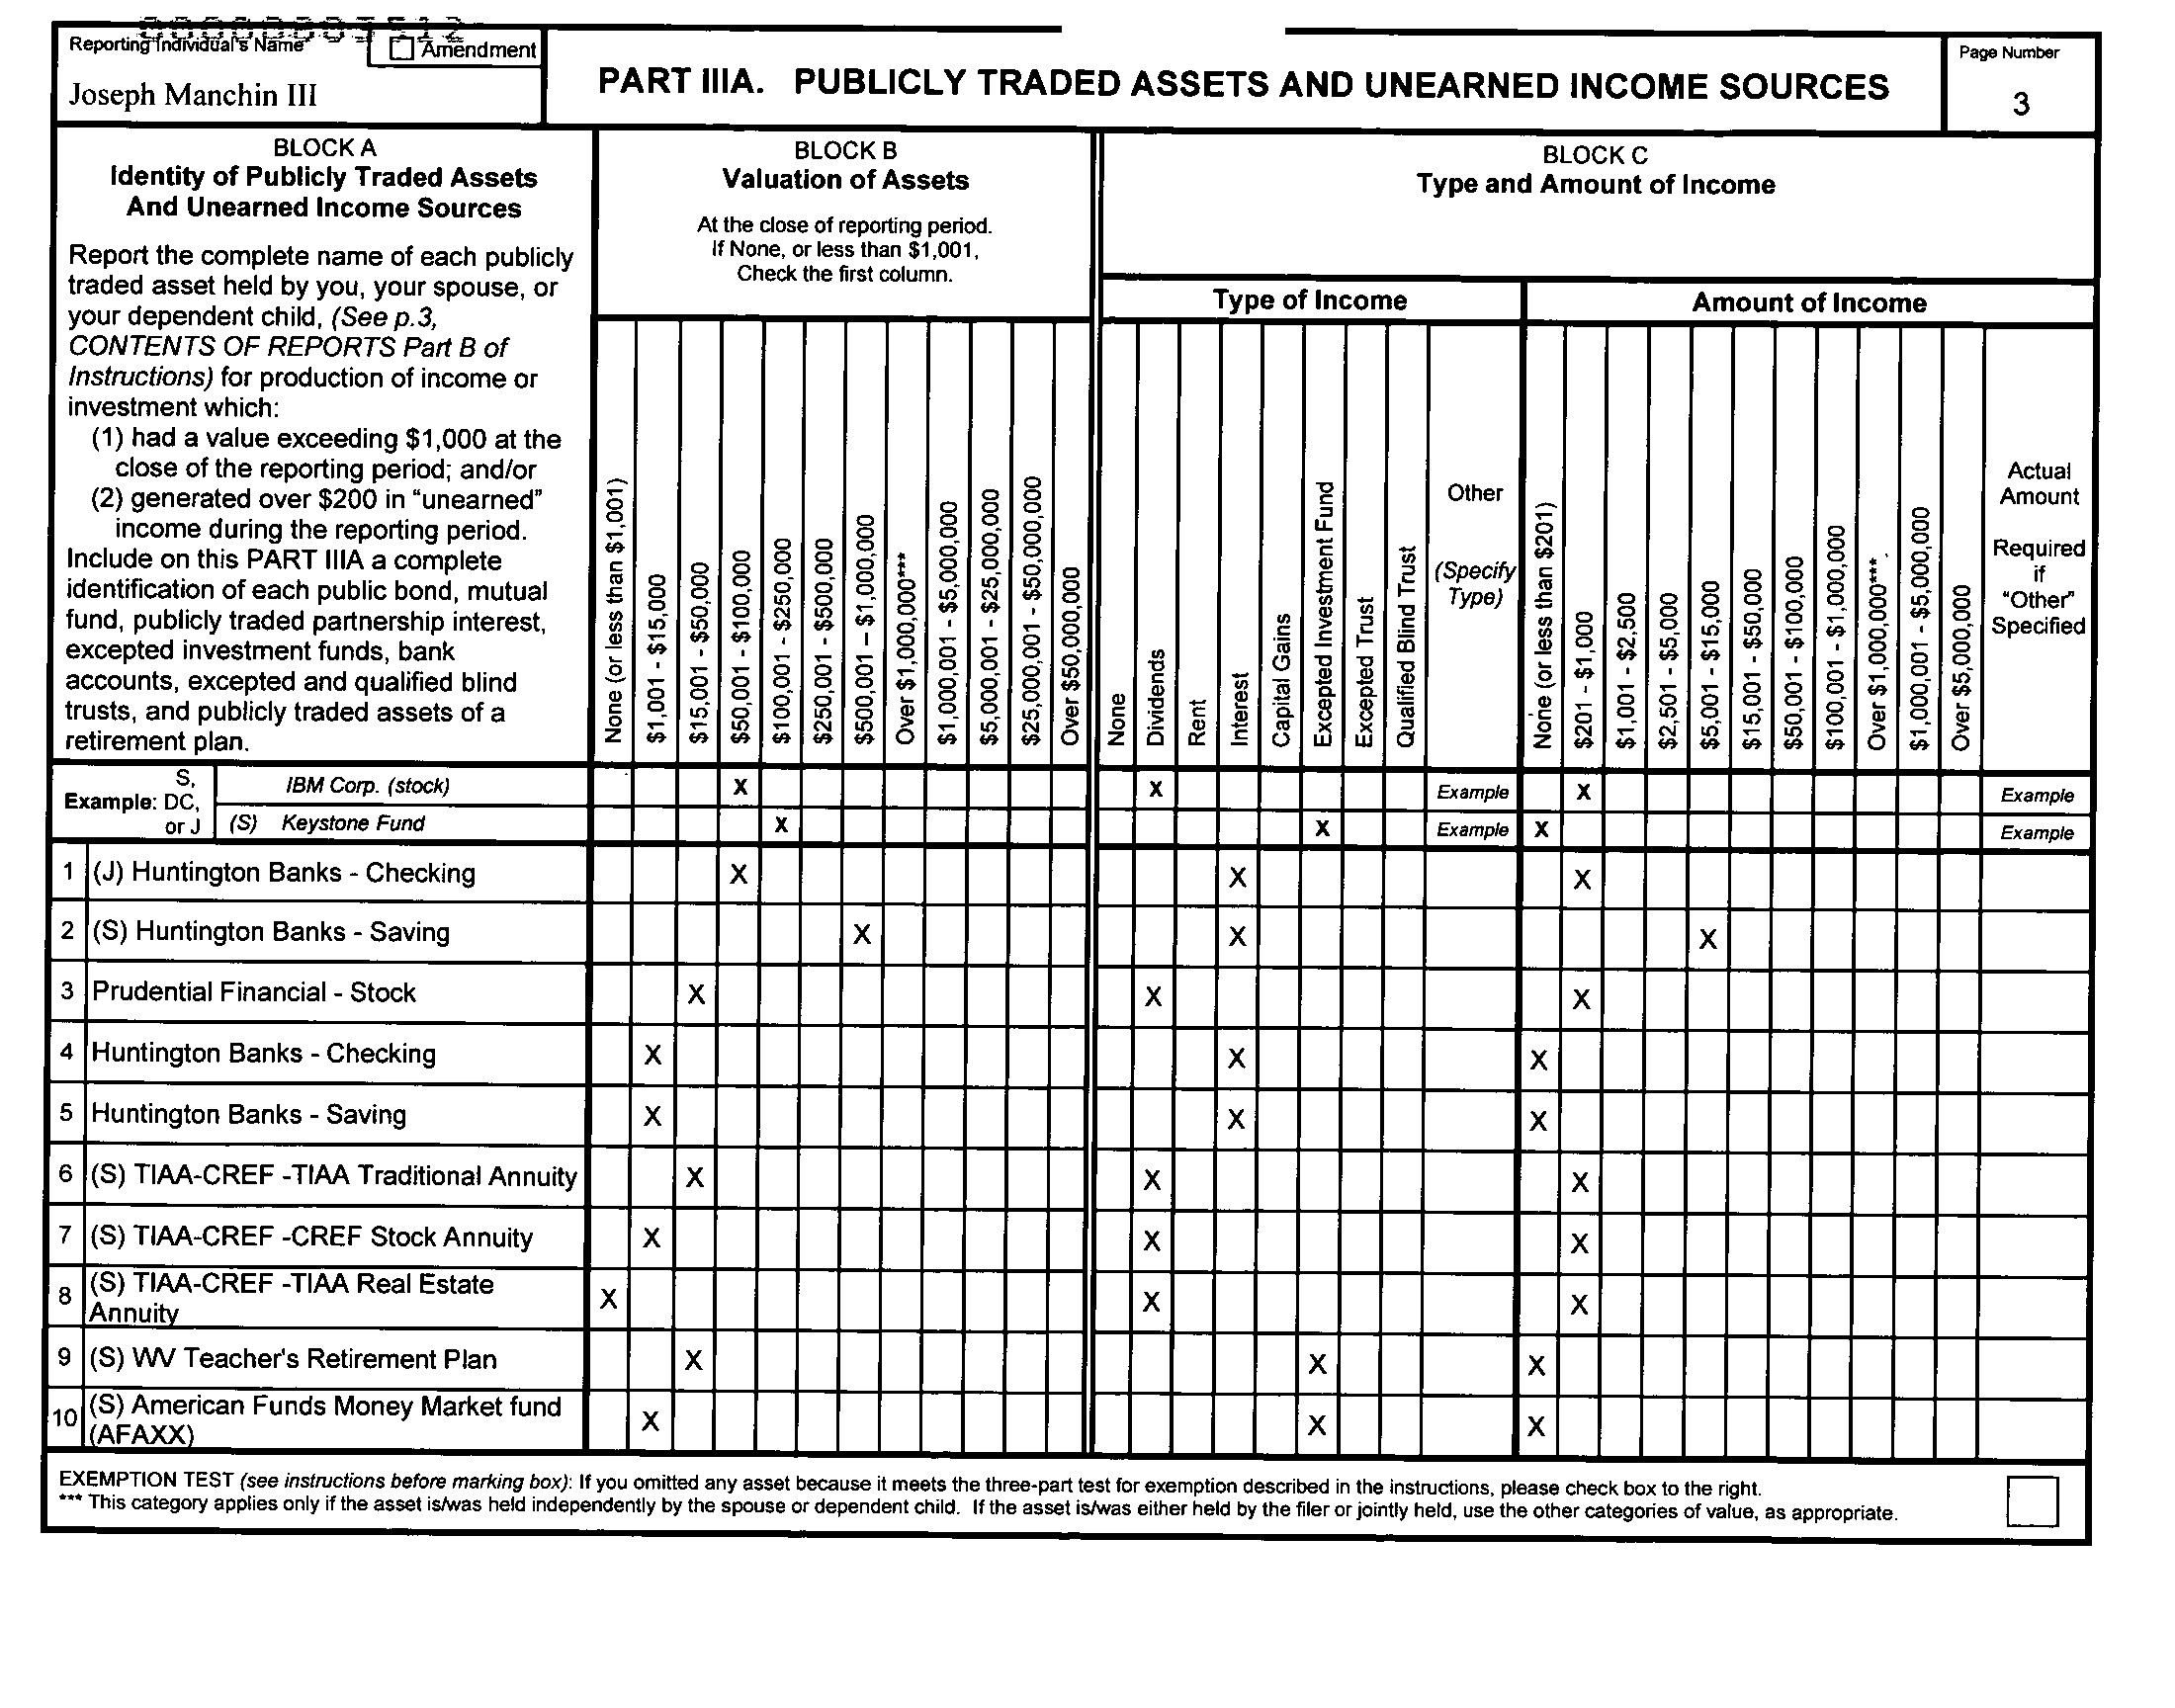 Reporting Individual's Name
Amendment
Joseph Manchin III
PART IIIA. PUBLICLY TRADED ASSETS AND UNEARNED INCOME SOURCES
Page Number
3
BLOCK A
Identity of Publicly Traded Assets
And Unearned Income Sources
Report the complete name of each publicly
traded asset held by you, your spouse, or
your dependent child, (See p.3,
CONTENTS OF REPORTS Part B of
Instructions) for production of income or
investment which:
(1) had a value exceeding $1,000 at the
close of the reporting period; and/or
(2) generated over $200 in "unearned"
income during the reporting period.
Include on this PART IIIA a complete
identification of each public bond, mutual
fund, publicly traded partnership interest,
excepted investment funds, bank
accounts, excepted and qualified blind
trusts, and publicly traded assets of a
retirement plan.
BLOCK B
Valuation of Assets
At the close of reporting period.
If None, or less than $1,001,
Check the first column.
None (or less than $1,001)
$1,001 - $15,000
$15,001 - $50,000
$50,001 - $100,000
$100,001 - $250,000
$250,001 - $500,000
$500,001 – $1,000,000
Over $1,000,000***
$1,000,001 - $5,000,000
$5,000,001 - $25,000,000
$25,000,001 - $50,000,000
Over $50,000,000
BLOCK C
Type and Amount of Income
Type of Income
None
Dividends
Rent
Interest
Capital Gains
Excepted Investment Fund
Excepted Trust
Qualified Blind Trust
Other
(Specify
Type)
Amount of Income
None (or less than $201)
$201 - $1,000
$1,001 - $2,500
$2,501 - $5,000
$5,001 - $15,000
$15,001 - $50,000
$50,001 - $100,000
$100,001 - $1,000,000
Over $1,000,000***
$1,000,001 - $5,000,000
Over $5,000,000
Actual
Amount
Required
if
"Other"
Specified
Example: S, DC, or J
IBM Corp. (stock) X X Example X Example
(S) Keystone Fund X X Example X Example
1 (J) Huntington Banks - Checking X X X
2 (S) Huntington Banks - Saving X X X
3 Prudential Financial - Stock X X X
4 Huntington Banks - Checking X X X
5 Huntington Banks - Saving X X X
6 (S) TIAA-CREF -TIAA Traditional Annuity X X X
7 (S) TIAA-CREF -CREF Stock Annuity X X X
8 (S) TIAA-CREF -TIAA Real Estate
Annuity X X X
9 (S) WV Teacher's Retirement Plan X X X
10 (S) American Funds Money Market fund
(AFAXX) X X X
EXEMPTION TEST (see instructions before marking box): If you omitted any asset because it meets the three-part test for exemption described in the instructions, please check box to the right.
*** This category applies only if the asset is/was held independently by the spouse or dependent child. If the asset is/was either held by the filer or jointly held, use the other categories of value, as appropriate.